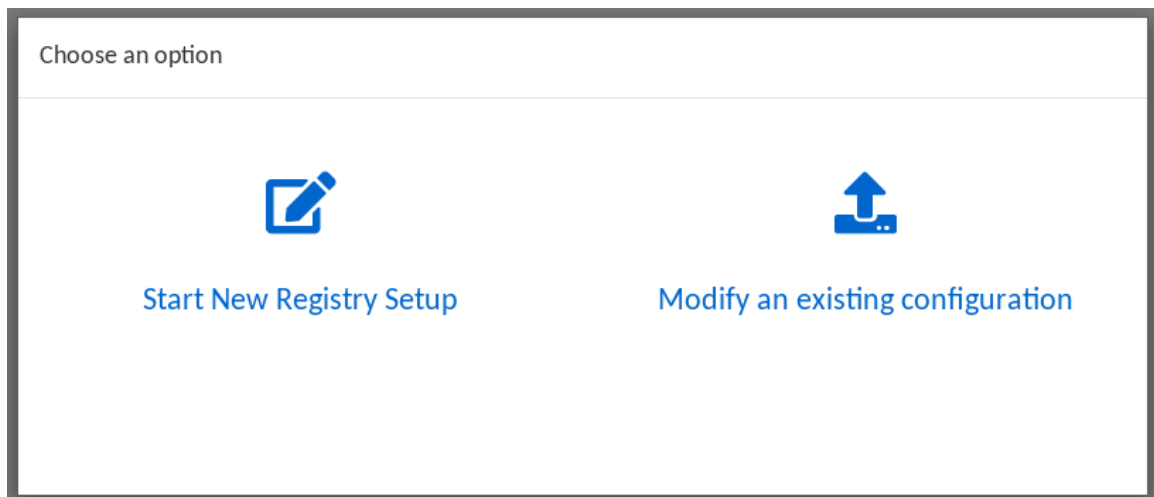 Choose an option
Start New Registry Setup
Modify an existing configuration